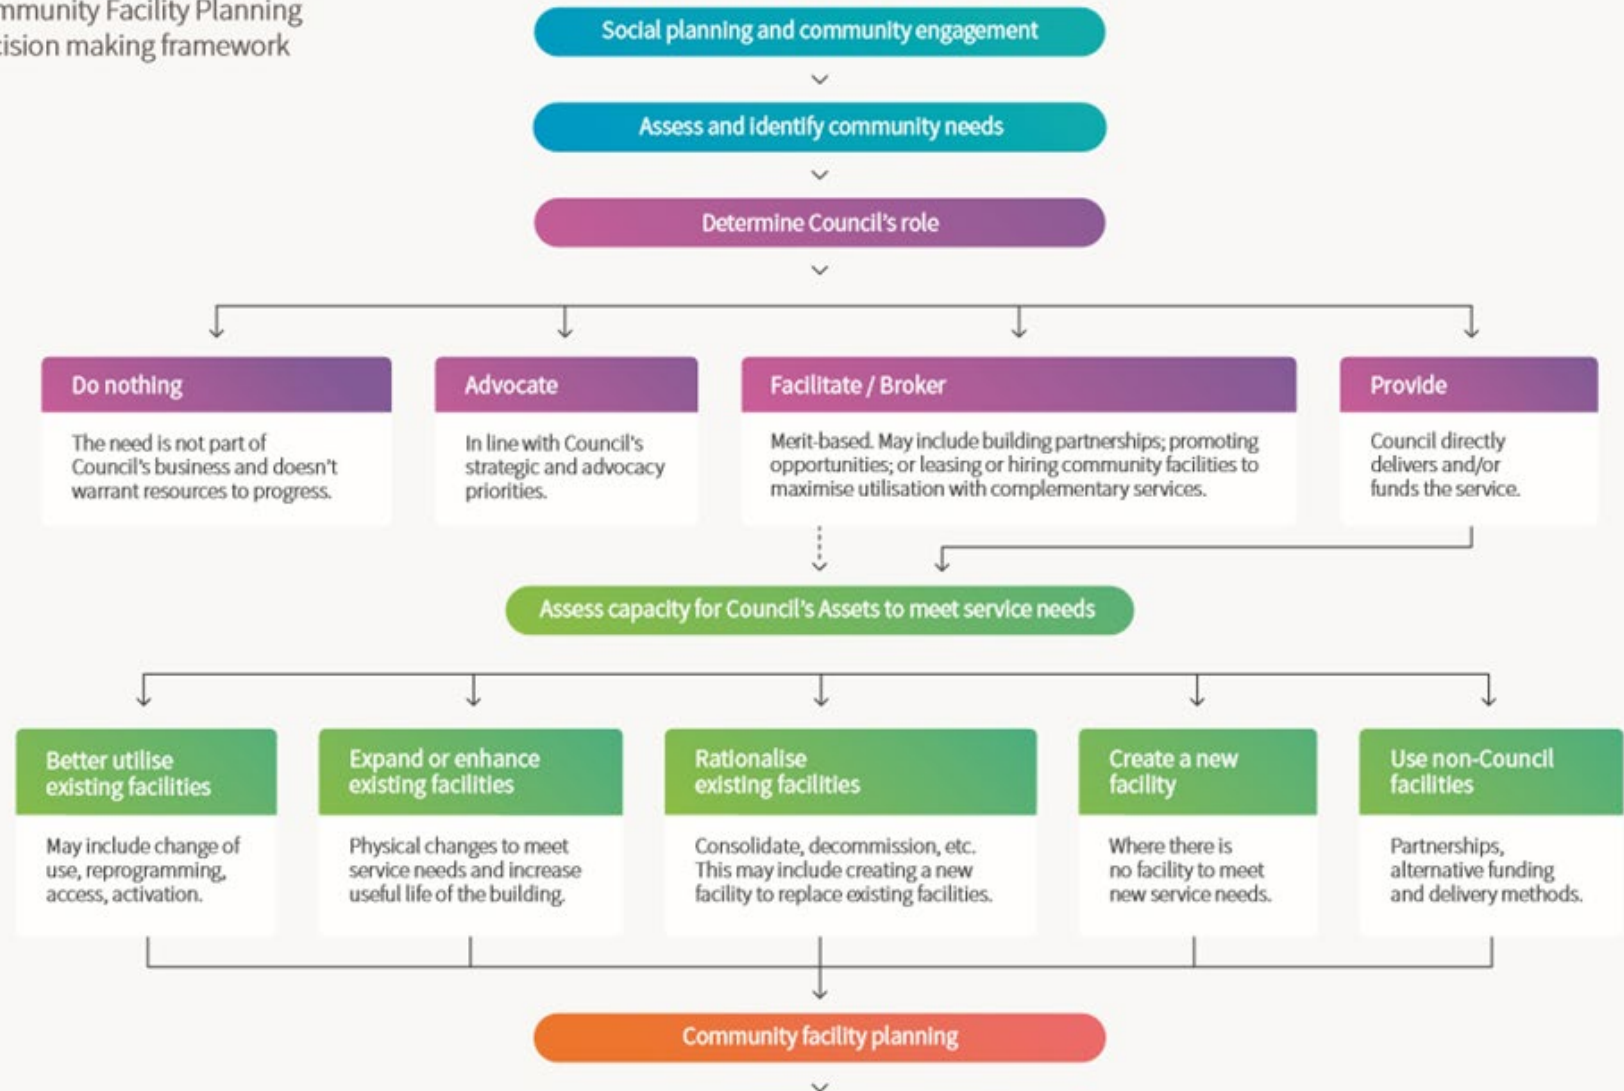 mmunity Facility Planning
cision making framework
Social planning and community engagement
Assess and identify community needs
Determine Council's role
Do nothing
The need is not part of
Council's business and doesn't
warrant resources to progress.
Advocate
In line with Council's
strategic and advocacy
priorities.
Facilitate / Broker
Merit-based. May include building partnerships; promoting
opportunities; or leasing or hiring community facilities to
maximise utilisation with complementary services.
Provide
Council directly
delivers and/or
funds the service.
Assess capacity for Council's Assets to meet service needs
Better utilise
existing facilities
May include change of
use, reprogramming,
access, activation.
Expand or enhance
existing facilities
Physical changes to meet
service needs and increase
useful life of the building.
Rationalise
existing facilities
Consolidate, decommission, etc.
This may include creating a new
facility to replace existing facilities.
Create a new
facility
Where there is
no facility to meet
new service needs.
Use non-Council
facilities
Partnerships,
alternative funding
and delivery methods.
Community facility planning